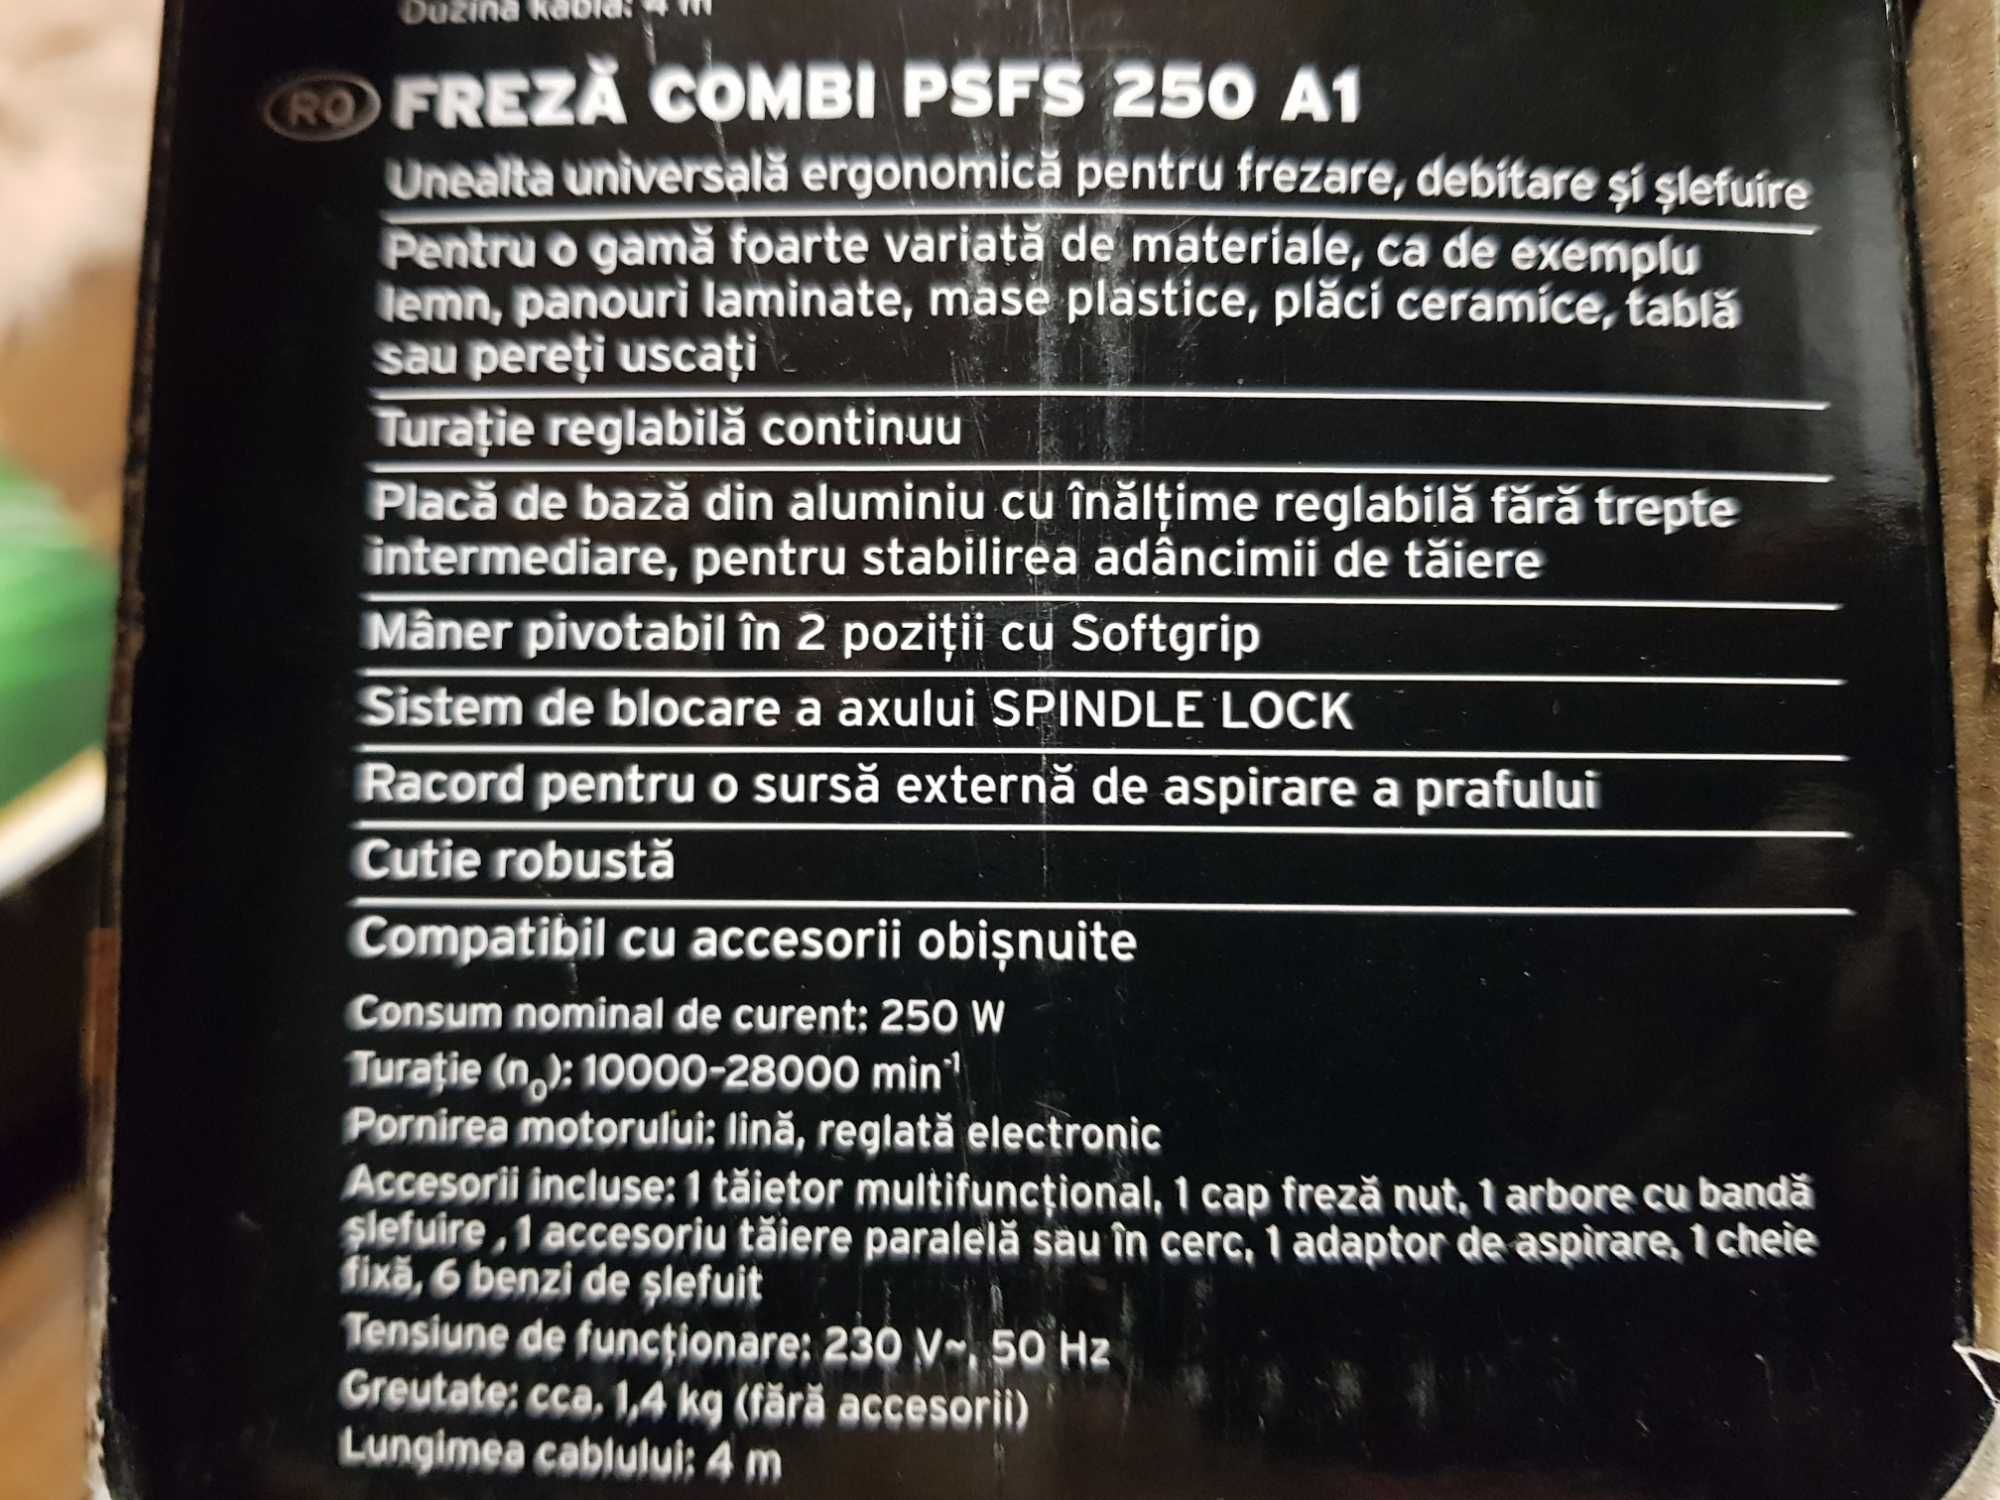 Dužina kabla: 4 m
RO FREZĂ COMBI PSFS 250 A1
Unealta universală ergonomică pentru frezare, debitare și șlefuire
Pentru o gamă foarte variată de materiale, ca de exemplu
lemn, panouri laminate, mase plastice, plăci ceramice, tablă
sau pereți uscați
Turație reglabilă continuu
Placă de bază din aluminiu cu înălțime reglabilă fără trepte
intermediare, pentru stabilirea adâncimii de tăiere
Mâner pivotabil în 2 poziții cu Softgrip
Sistem de blocare a axului SPINDLE LOCK
Racord pentru o sursă externă de aspirare a prafului
Cutie robustă
Compatibil cu accesorii obișnuite
Consum nominal de curent: 250 W
Turație (n₀): 10000-28000 min⁻¹
Pornirea motorului: lină, reglată electronic
Accesorii incluse: 1 tăietor multifuncțional, 1 cap freză nut, 1 arbore cu bandă
șlefuire , 1 accesoriu tăiere paralelă sau în cerc, 1 adaptor de aspirare, 1 cheie
fixă, 6 benzi de șlefuit
Tensiune de funcționare: 230 V~, 50 Hz
Greutate: cca. 1,4 kg (fără accesorii)
Lungimea cablului: 4 m